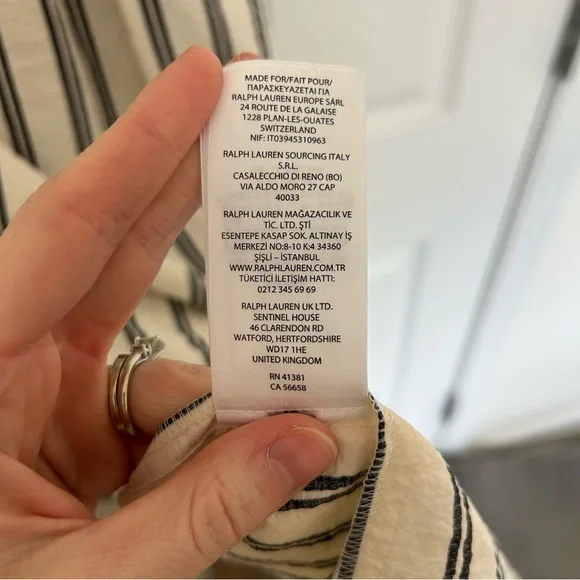 MADE FOR/FAIT POUR/
ΠΑΡΑΣΚΕΥΑΖΕΤΑΙ ΓΙΑ
RALPH LAUREN EUROPE SÁRL
24 ROUTE DE LA GALAISE
1228 PLAN-LES-OUATES
SWITZERLAND
NIF: IT03945310963
RALPH LAUREN SOURCING ITALY
S.R.L.
CASALECCHIO DI RENO (BO)
VIA ALDO MORO 27 CAP
40033
RALPH LAUREN MAĞAZACILIK VE
TİC. LTD. ŞTİ
ESENTEPE KASAP SOK. ALTINAY İŞ
MERKEZİ NO:8-10 K:4 34360
ŞİŞLİ – İSTANBUL
WWW.RALPHLAUREN.COM.TR
TÜKETİCİ İLETİŞİM HATTI:
0212 345 69 69
RALPH LAUREN UK LTD.
SENTINEL HOUSE
46 CLARENDON RD
WATFORD, HERTFORDSHIRE
WD17 1HE
UNITED KINGDOM
RN 41381
CA 56658